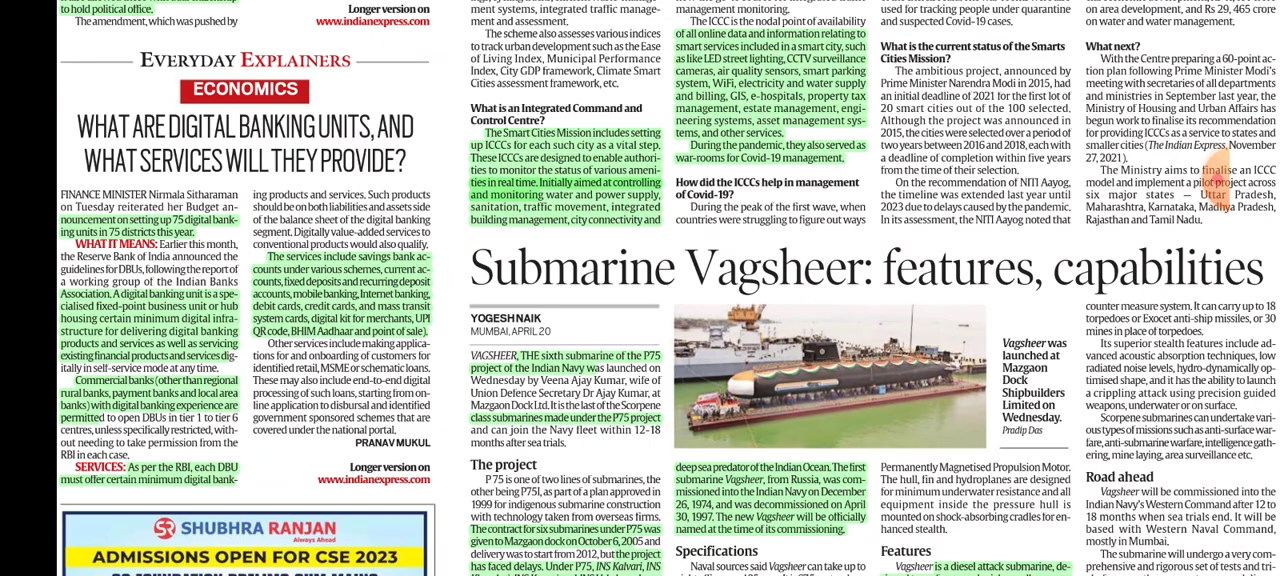 to hold political office.
The amendment, which was pushed by
Longer version on
www.indianexpress.com
EVERYDAY EXPLAINERS
ECONOMICS
WHAT ARE DIGITAL BANKING UNITS, AND
WHAT SERVICES WILL THEY PROVIDE?
FINANCE MINISTER Nirmala Sitharaman
on Tuesday reiterated her Budget an-
nouncement on setting up 75 digital bank-
ing units in 75 districts this year.
WHAT IT MEANS: Earlier this month,
the Reserve Bank of India announced the
guidelines for DBUs, following the report of
a working group of the Indian Banks
Association. A digital banking unit is a spe-
cialised fixed-point business unit or hub
housing certain minimum digital infra-
structure for delivering digital banking
products and services as well as servicing
existing financial products and services dig-
itally in self-service mode at any time.
Commercial banks (other than regional
rural banks, payment banks and local area
banks) with digital banking experience are
permitted to open DBUs in tier 1 to tier 6
centres, unless specifically restricted, with-
out needing to take permission from the
RBI in each case.
SERVICES: As per the RBI, each DBU
must offer certain minimum digital bank-
ing products and services. Such products
should be on both liabilities and assets side
of the balance sheet of the digital banking
segment. Digitally value-added services to
conventional products would also qualify.
The services include savings bank ac-
counts under various schemes, current ac-
counts, fixed deposits and recurring deposit
accounts, mobile banking, Internet banking,
debit cards, credit cards, and mass transit
system cards, digital kit for merchants, UPI
QR code, BHIM Aadhaar and point of sale).
Other services include making applica-
tions for and onboarding of customers for
identified retail, MSME or schematic loans.
These may also include end-to-end digital
processing of such loans, starting from on-
line application to disbursal and identified
government sponsored schemes that are
covered under the national portal.
PRANAV MUKUL
Longer version on
www.indianexpress.com
SHUBHRA RANJAN
Always Ahead
ADMISSIONS OPEN FOR CSE 2023
ment systems, integrated traffic manage-
ment and assessment.
The scheme also assesses various indices
to track urban development such as the Ease
of Living Index, Municipal Performance
Index, City GDP framework, Climate Smart
Cities assessment framework, etc.
What is an Integrated Command and
Control Centre?
The Smart Cities Mission includes setting
up ICCCs for each such city as a vital step.
These ICCCs are designed to enable authori-
ties to monitor the status of various ameni-
ties in real time. Initially aimed at controlling
and monitoring water and power supply,
sanitation, traffic movement, integrated
building management, city connectivity and
management monitoring.
The ICCC is the nodal point of availability
of all online data and information relating to
smart services included in a smart city, such
as like LED street lighting, CCTV surveillance
cameras, air quality sensors, smart parking
system, WiFi, electricity and water supply
and billing, GIS, e-hospitals, property tax
management, estate management, engi-
neering systems, asset management sys-
tems, and other services.
During the pandemic, they also served as
war-rooms for Covid-19 management.
How did the ICCCs help in management
of Covid-19?
During the peak of the first wave, when
countries were struggling to figure out ways
used for tracking people under quarantine
and suspected Covid-19 cases.
What is the current status of the Smarts
Cities Mission?
The ambitious project, announced by
Prime Minister Narendra Modi in 2015, had
an initial deadline of 2021 for the first lot of
20 smart cities out of the 100 selected.
Although the project was announced in
2015, the cities were selected over a period of
two years between 2016 and 2018, each with
a deadline of completion within five years
from the time of their selection.
On the recommendation of NITI Aayog,
the timeline was extended last year until
2023 due to delays caused by the pandemic.
In its assessment, the NITI Aayog noted that
on area development, and Rs 29, 465 crore
on water and water management.
What next?
With the Centre preparing a 60-point ac-
tion plan following Prime Minister Modi's
meeting with secretaries of all departments
and ministries in September last year, the
Ministry of Housing and Urban Affairs has
begun work to finalise its recommendation
for providing ICCCs as a service to states and
smaller cities (The Indian Express, November
27, 2021).
The Ministry aims to finalise an ICCC
model and implement a pilot project across
six major states — Uttar Pradesh,
Maharashtra, Karnataka, Madhya Pradesh,
Rajasthan and Tamil Nadu.
Submarine Vagsheer: features, capabilities
YOGESH NAIK
MUMBAI, APRIL 20
VAGSHEER, THE sixth submarine of the P75
project of the Indian Navy was launched on
Wednesday by Veena Ajay Kumar, wife of
Union Defence Secretary Dr Ajay Kumar, at
Mazagon Dock Ltd. It is the last of the Scorpene
class submarines made under the P75 project
and can join the Navy fleet within 12-18
months after sea trials.
The project
P 75 is one of two lines of submarines, the
other being P75I, as part of a plan approved in
1999 for indigenous submarine construction
with technology taken from overseas firms.
The contract for six submarines under P75 was
given to Mazgon dock on October 6, 2005 and
delivery was to start from 2012, but the project
has faced delays. Under P75, INS Kalvari, INS
Vagsheer was
launched at
Mazgaon
Dock
Shipbuilders
Limited on
Wednesday.
Pradip Das
deep sea predator of the Indian Ocean. The first
submarine Vagsheer, from Russia, was com-
missioned into the Indian Navy on December
26, 1974, and was decommissioned on April
30, 1997. The new Vagsheer will be officially
named at the time of its commissioning.
Specifications
Naval sources said Vagsheer can take up to
Permanently Magnetised Propulsion Motor.
The hull, fin and hydroplanes are designed
for minimum underwater resistance and all
equipment inside the pressure hull is
mounted on shock-absorbing cradles for en-
hanced stealth.
Features
Vagsheer is a diesel attack submarine, de-
counter measure system. It can carry up to 18
torpedoes or Exocet anti-ship missiles, or 30
mines in place of torpedoes.
Its superior stealth features include ad-
vanced acoustic absorption techniques, low
radiated noise levels, hydro-dynamically op-
timised shape, and it has the ability to launch
a crippling attack using precision guided
weapons, underwater or on surface.
Scorpene submarines can undertake vari-
ous types of missions such as anti-surface war-
fare, anti-submarine warfare, intelligence gath-
ering, mine laying, area surveillance etc.
Road ahead
Vagsheer will be commissioned into the
Indian Navy's Western Command after 12 to
18 months when sea trials end. It will be
based with Western Naval Command,
mostly in Mumbai.
The submarine will undergo a very com-